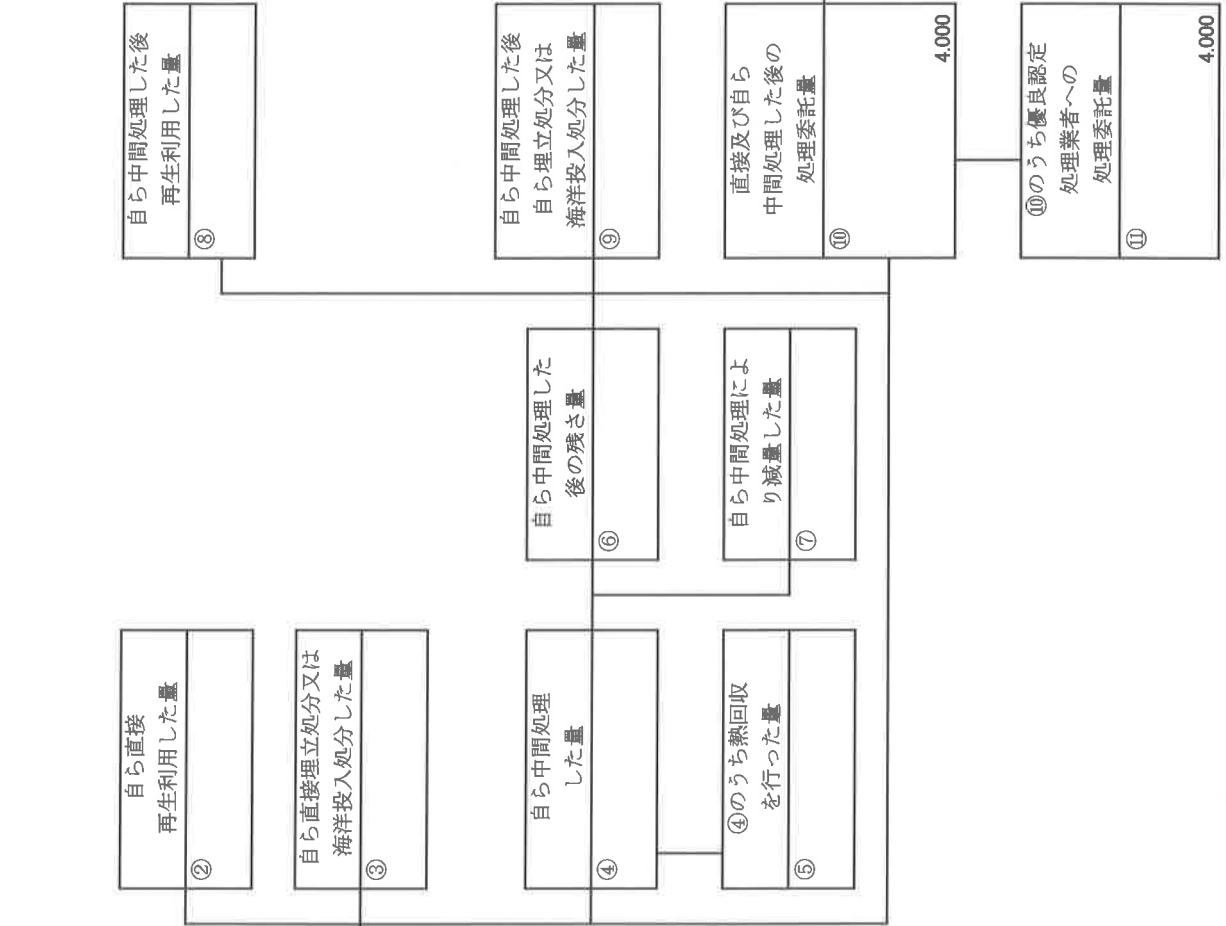 自ら直接
再生利用した量
②
自ら直接埋立処分又は
海洋投入処分した量
③
自ら中間処理
した量
④
④のうち熱回収
を行った量
⑤
自ら中間処理した
後の残さ量
⑥
自ら中間処理によ
り減量した量
⑦
自ら中間処理した後
再生利用した量
⑧
自ら中間処理した後
自ら埋立処分又は
海洋投入処分した量
⑨
直接及び自ら
中間処理した後の
処理委託量
⑩
4.000
⑩のうち優良認定
処理業者への
処理委託量
⑪
4.000